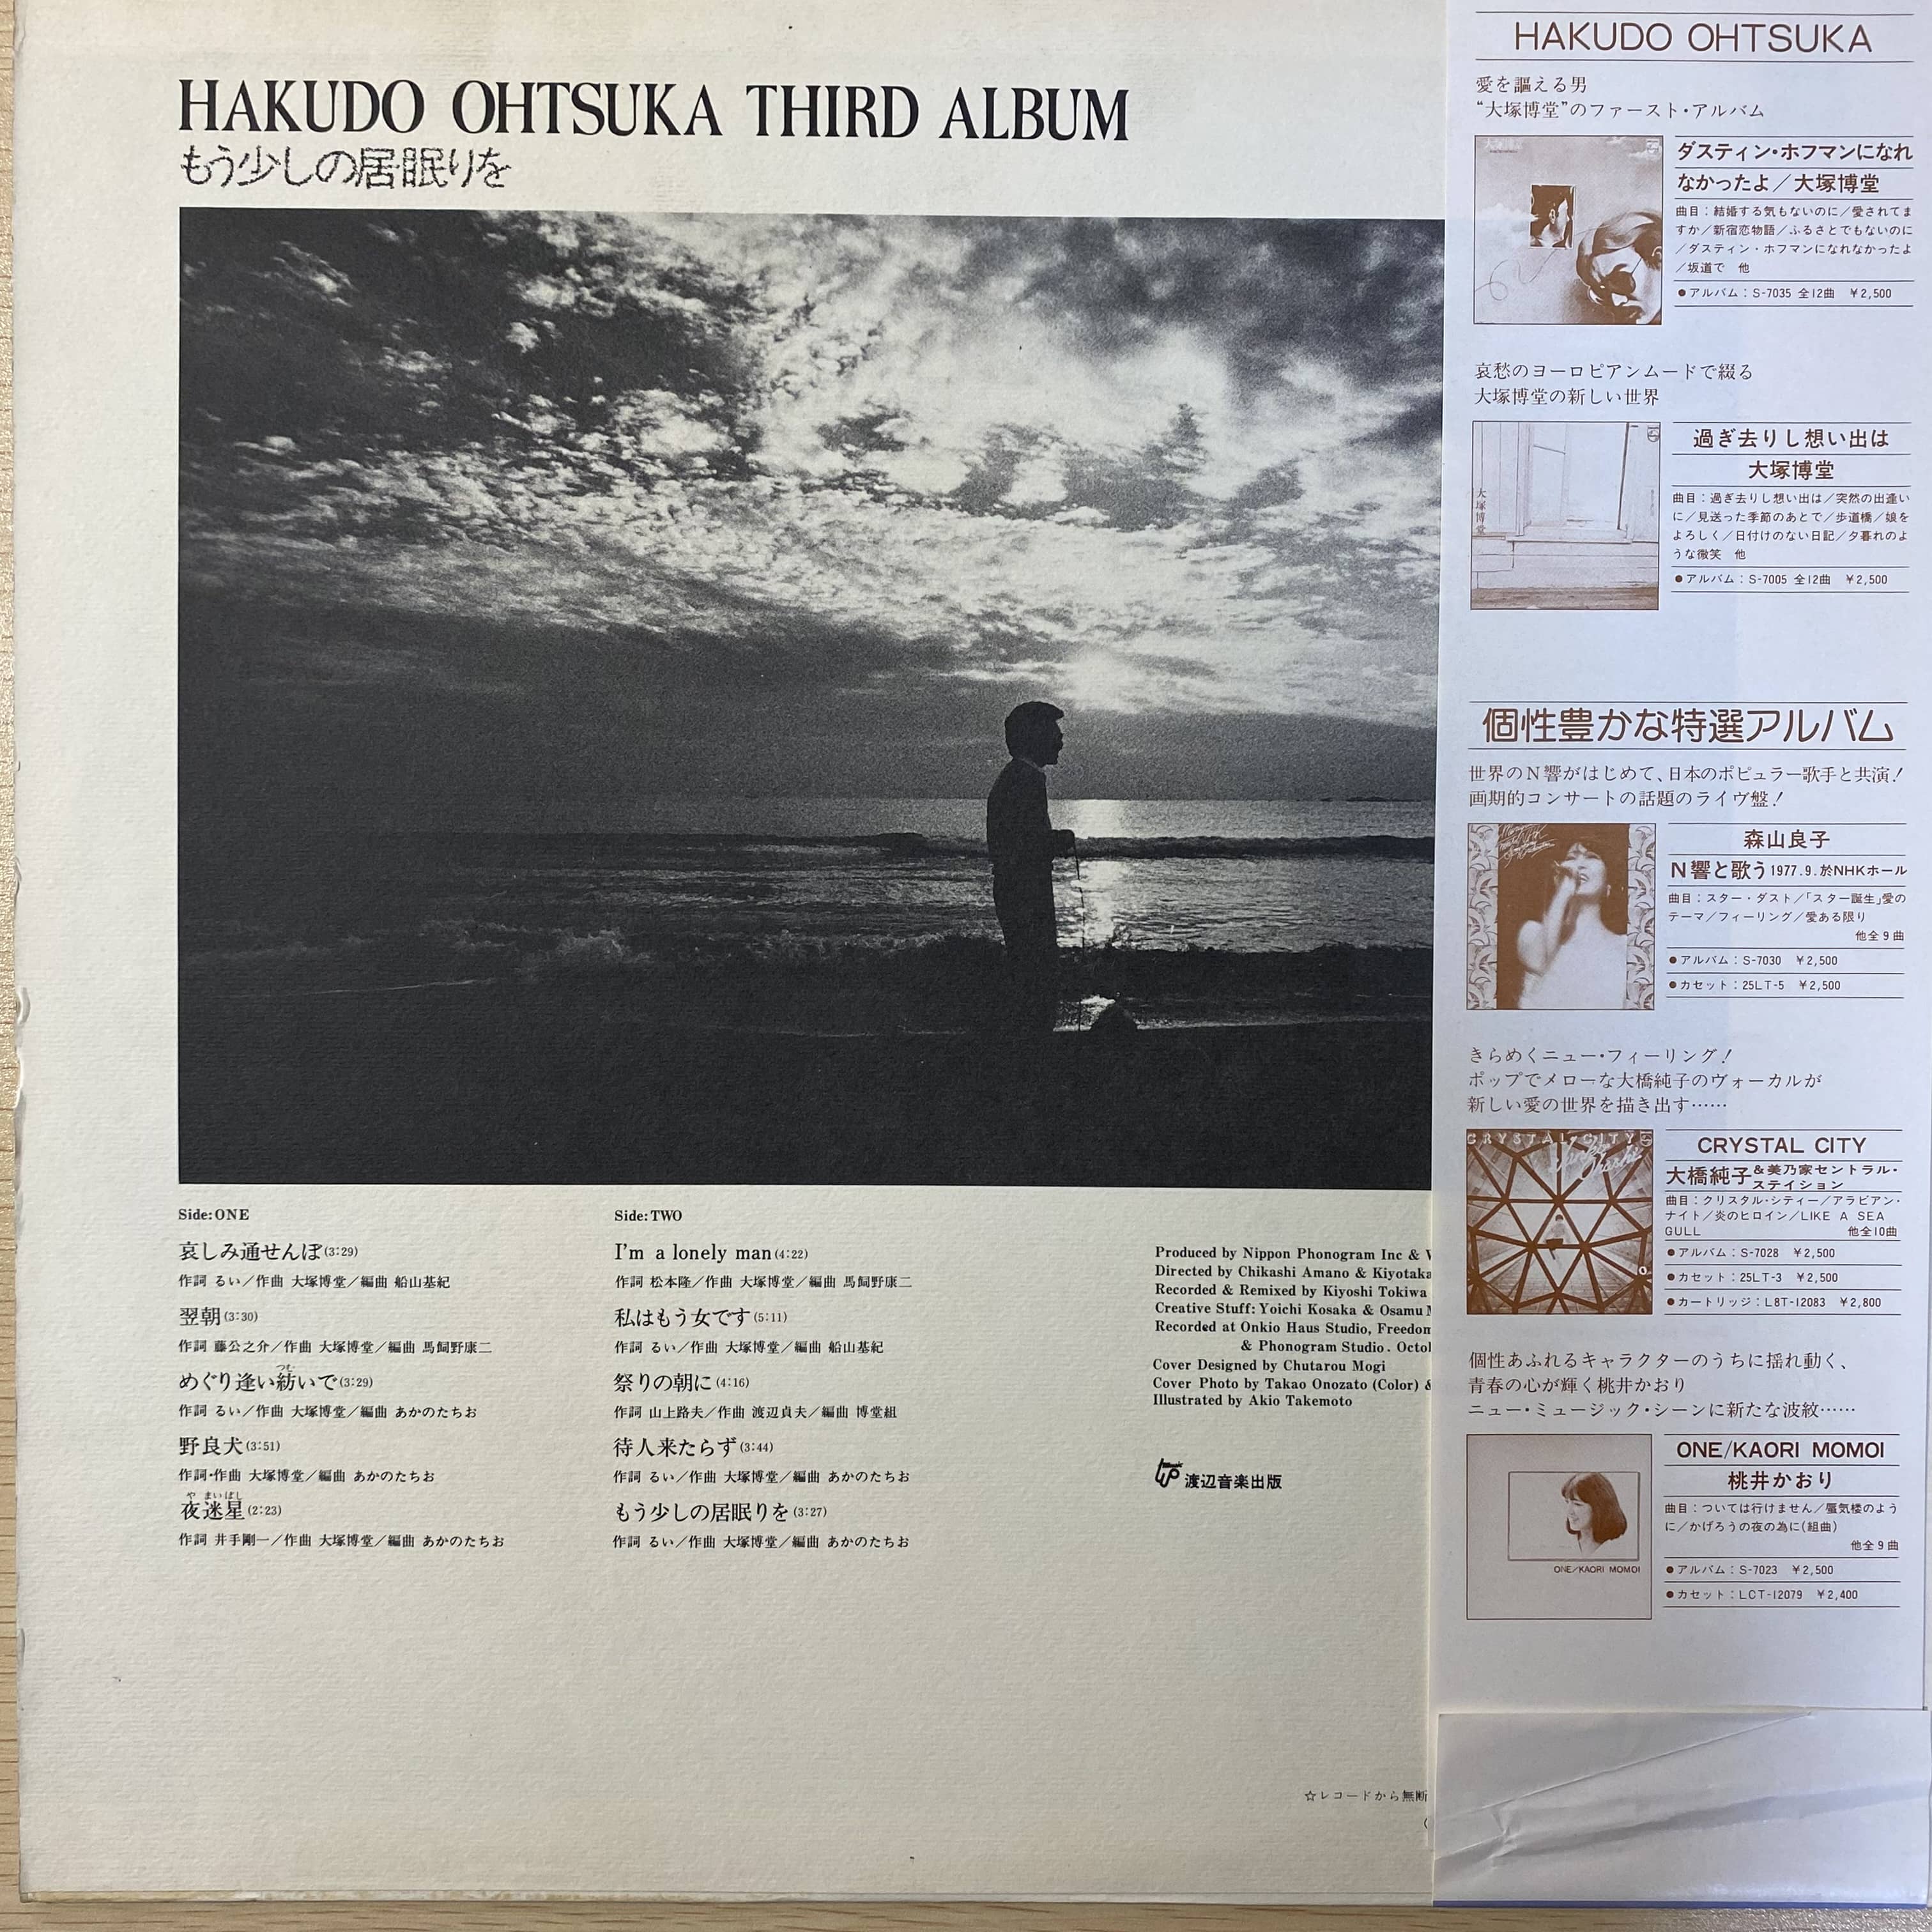 HAKUDO OHTSUKA THIRD ALBUM
もう少しの居眠りを
Side: ONE
哀しみ通せんぼ(3:29)
作詞 るい／作曲 大塚博堂／編曲 船山基紀
翌朝(3:30)
作詞 藤公之介／作曲 大塚博堂／編曲 馬飼野康二
つむ
めぐり逢い紡いで(3:29)
作詞 るい／作曲 大塚博堂／編曲 あかのたちお
野良犬(3:51)
作詞・作曲 大塚博堂／編曲 あかのたちお
や まいぼし
夜迷星(2:23)
作詞 井手剛一／作曲 大塚博堂／編曲 あかのたちお
Side: TWO
I'm a lonely man(4:22)
作詞 松本隆／作曲 大塚博堂／編曲 馬飼野康二
私はもう女です(5:11)
作詞 るい／作曲 大塚博堂／編曲 船山基紀
祭りの朝に(4:16)
作詞 山上路夫／作曲 渡辺貞夫／編曲 博堂組
待人来たらず(3:44)
作詞 るい／作曲 大塚博堂／編曲 あかのたちお
もう少しの居眠りを(3:27)
作詞 るい／作曲 大塚博堂／編曲 あかのたちお
Produced by Nippon Phonogram Inc &
Directed by Chikashi Amano & Kiyotaka
Recorded & Remixed by Kiyoshi Tokiwa
Creative Stuff: Yoichi Kosaka & Osamu
Recorded at Onkio Haus Studio, Freedom
& Phonogram Studio.
Cover Designed by Chutarou Mogi
Cover Photo by Takao Onozato (Color) &
Illustrated by Akio Takemoto
渡辺音楽出版
☆レコードから無断
HAKUDO OHTSUKA
愛を謳える男
“大塚博堂”のファースト・アルバム
ダスティン・ホフマンになれ
なかったよ／大塚博堂
曲目：結婚する気もないのに／愛されてま
すか／新宿恋物語／ふるさとでもないのに
／ダスティン・ホフマンになれなかったよ
／坂道で 他
●アルバム：S-7035 全12曲 ￥2,500
哀愁のヨーロピアンムードで綴る
大塚博堂の新しい世界
大塚博堂
過ぎ去りし想い出は
大塚博堂
曲目：過ぎ去りし想い出は／突然の出逢い
に／見送った季節のあとで／歩道橋／娘を
よろしく／日付けのない日記／夕暮れのよ
うな微笑 他
●アルバム：S-7005 全12曲 ￥2,500
個性豊かな特選アルバム
世界のN響がはじめて、日本のポピュラー歌手と共演！
画期的コンサートの話題のライヴ盤！
森山良子
N響と歌う1977.9.於NHKホール
曲目：スター・ダスト／「スター誕生」愛の
テーマ／フィーリング／愛ある限り
他全9曲
●アルバム：S-7030 ￥2,500
●カセット：25LT-5 ￥2,500
きらめくニュー・フィーリング！
ポップでメローな大橋純子のヴォーカルが
新しい愛の世界を描き出す……
CRYSTAL CITY
Junko Ohashi
CRYSTAL CITY
大橋純子&美乃家セントラル・
ステイション
曲目：クリスタル・シティー／アラビアン・
ナイト／炎のヒロイン／LIKE A SEA
GULL 他全10曲
●アルバム：S-7028 ￥2,500
●カセット：25LT-3 ￥2,500
●カートリッジ：L8T-12083 ￥2,800
個性あふれるキャラクターのうちに揺れ動く、
青春の心が輝く桃井かおり
ニュー・ミュージック・シーンに新たな波紋……
ONE/KAORI MOMOI
ONE/KAORI MOMOI
桃井かおり
曲目：ついては行けません／蜃気楼のよう
に／かげろうの夜の為に(組曲)
他全9曲
●アルバム：S-7023 ￥2,500
●カセット：LCT-12079 ￥2,400